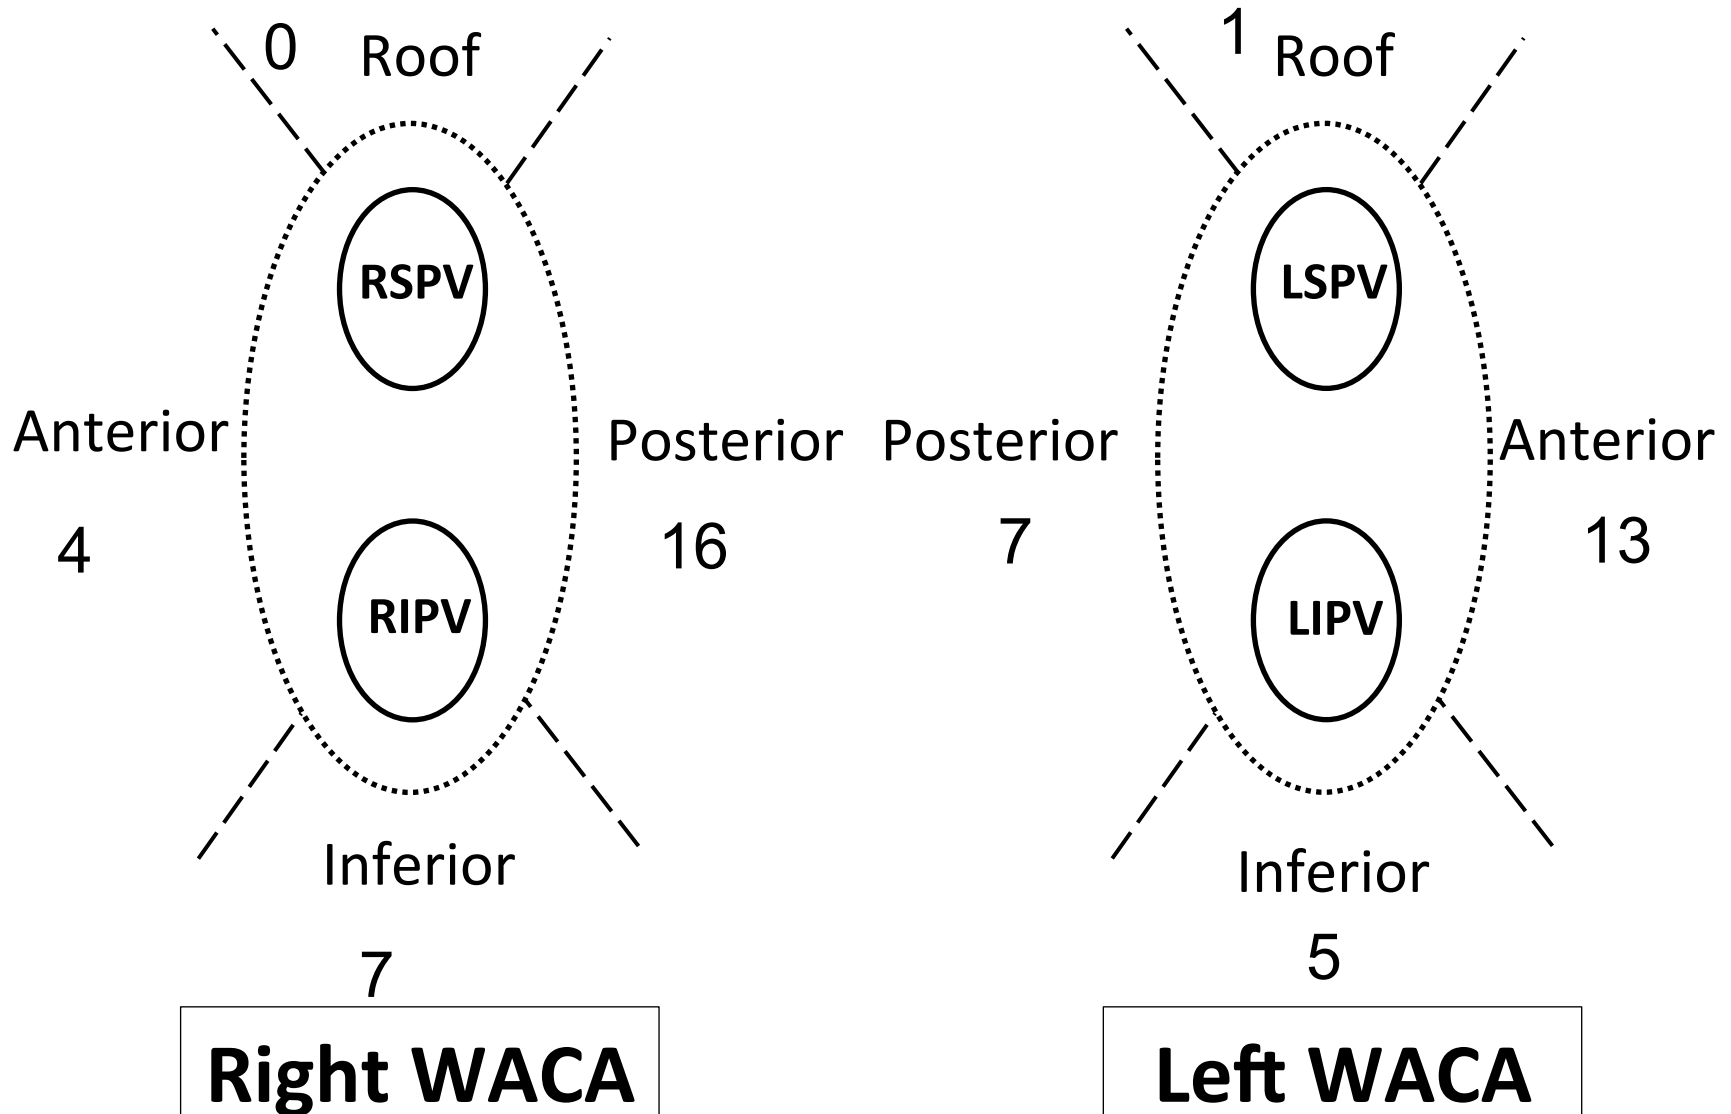 0 Roof
RSPV
Anterior
Posterior
4
16
RIPV
Inferior
7
Right WACA
1 Roof
LSPV
Posterior
Anterior
7
13
LIPV
Inferior
5
Left WACA